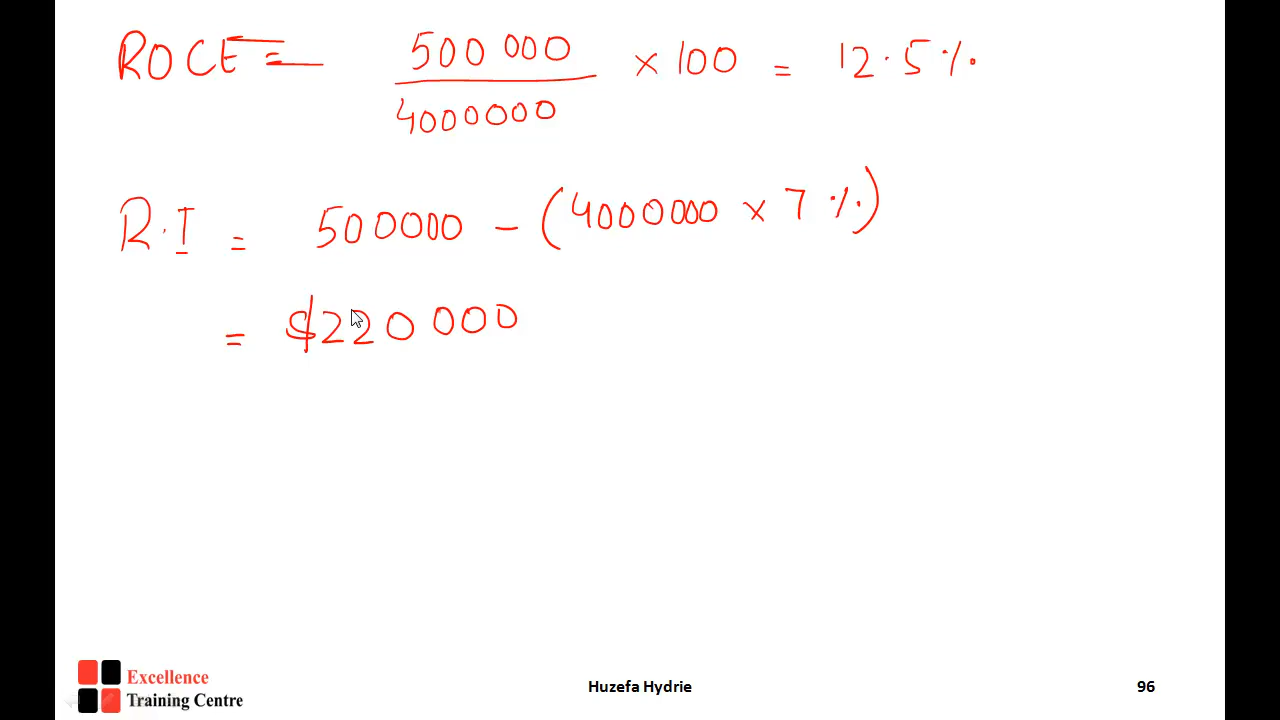 ROCE = 500 000 / 4000000 × 100 = 12.5%
R.I = 500000 - (4000000 × 7%)
= $220 000
Excellence
Training Centre
Huzefa Hydrie
96